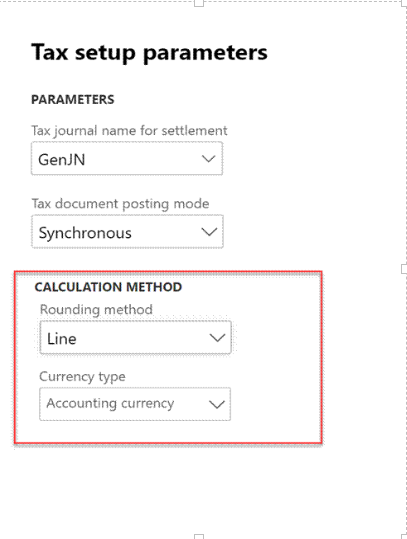 Tax setup parameters
PARAMETERS
Tax journal name for settlement
GenJN
Tax document posting mode
Synchronous
CALCULATION METHOD
Rounding method
Line
Currency type
Accounting currency